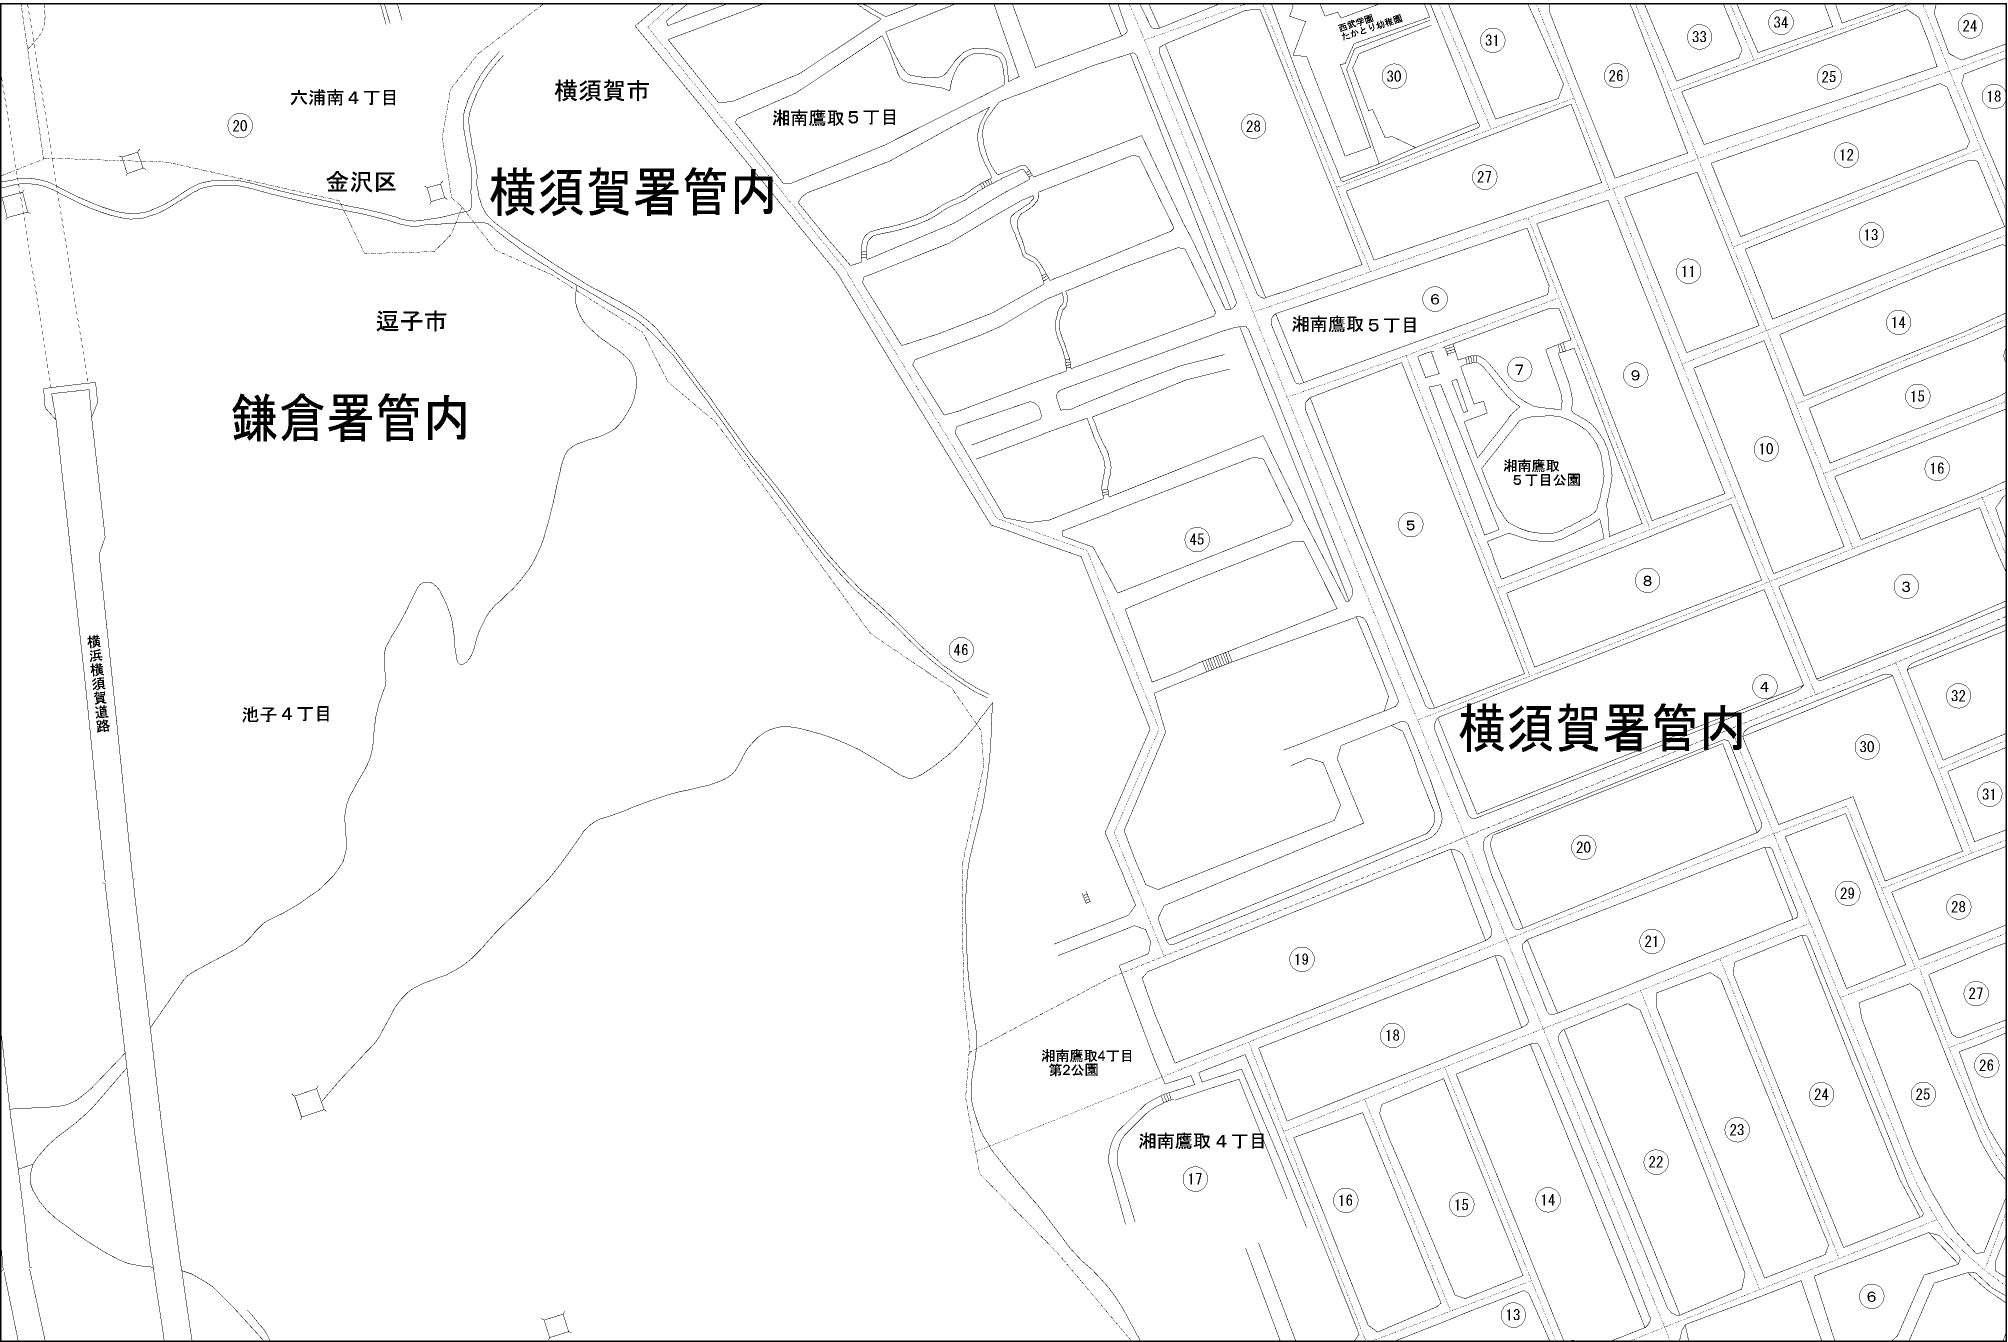 西武学園
たかとり幼稚園
34
24
33
31
26
30
25
18
六浦南４丁目
20
横須賀市
湘南鷹取５丁目
28
12
27
金沢区
横須賀署管内
13
11
6
湘南鷹取５丁目
14
逗子市
7
9
15
鎌倉署管内
10
16
湘南鷹取
５丁目公園
5
45
8
3
46
横浜横須賀道路
池子４丁目
4
32
横須賀署管内
30
31
20
29
28
21
19
27
18
湘南鷹取4丁目
第2公園
26
25
24
23
湘南鷹取４丁目
17
22
16
15
14
13
6